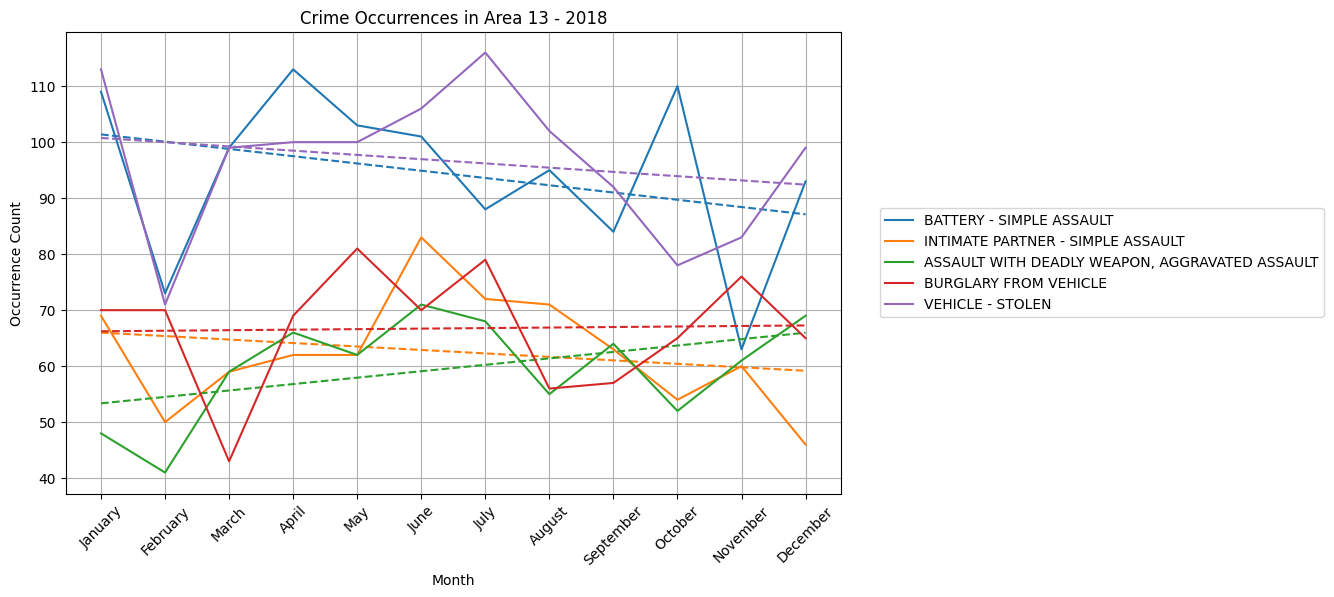 Crime Occurrences in Area 13 - 2018
Occurrence Count
110
100
90
80
70
60
50
40
January
February
March
April
May
June
July
August
September
October
November
December
Month
BATTERY - SIMPLE ASSAULT
INTIMATE PARTNER - SIMPLE ASSAULT
ASSAULT WITH DEADLY WEAPON, AGGRAVATED ASSAULT
BURGLARY FROM VEHICLE
VEHICLE - STOLEN